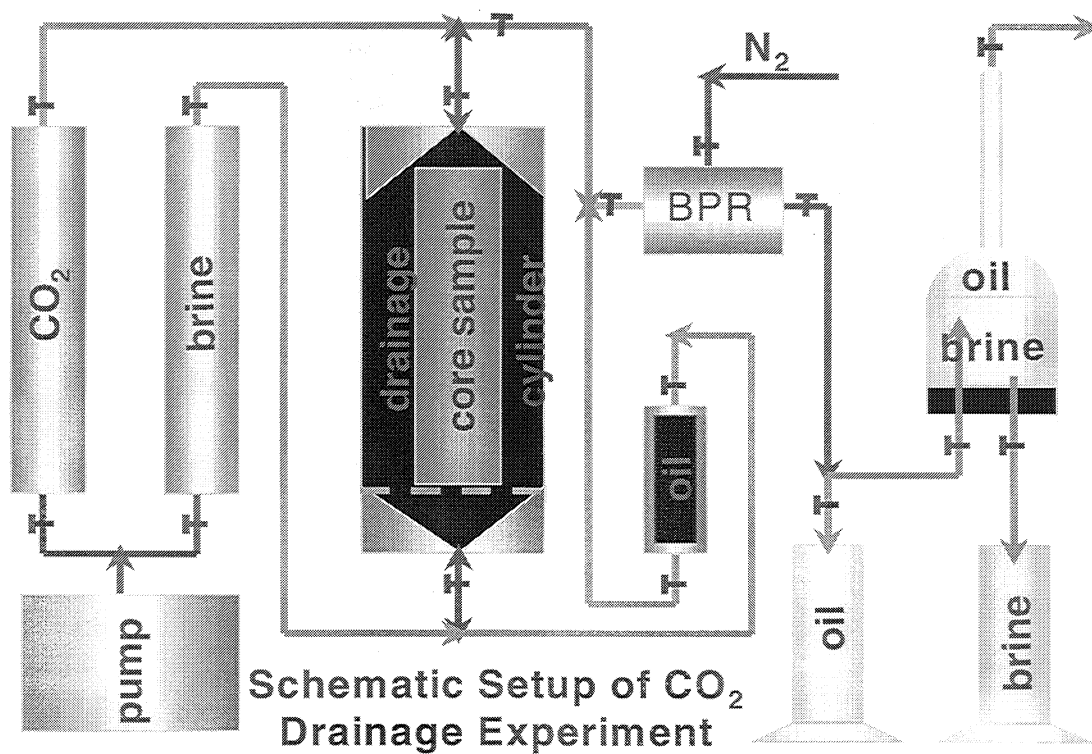 N₂
BPR
CO₂
brine
drainage
core sample
cylinder
oil
brine
oil
oil
brine
pump
Schematic Setup of CO₂
Drainage Experiment